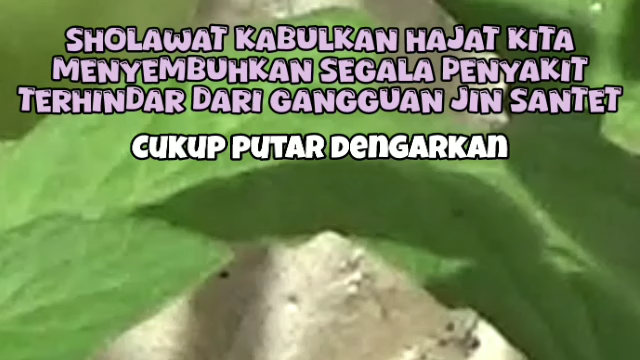 SHOLAWAT KABULKAN HAJAT KITA
MENYEMBUHKAN SEGALA PENYAKIT
TERHINDAR DARI GANGGUAN JIN SANTET
CUKUP PUTAR DENGARKAN